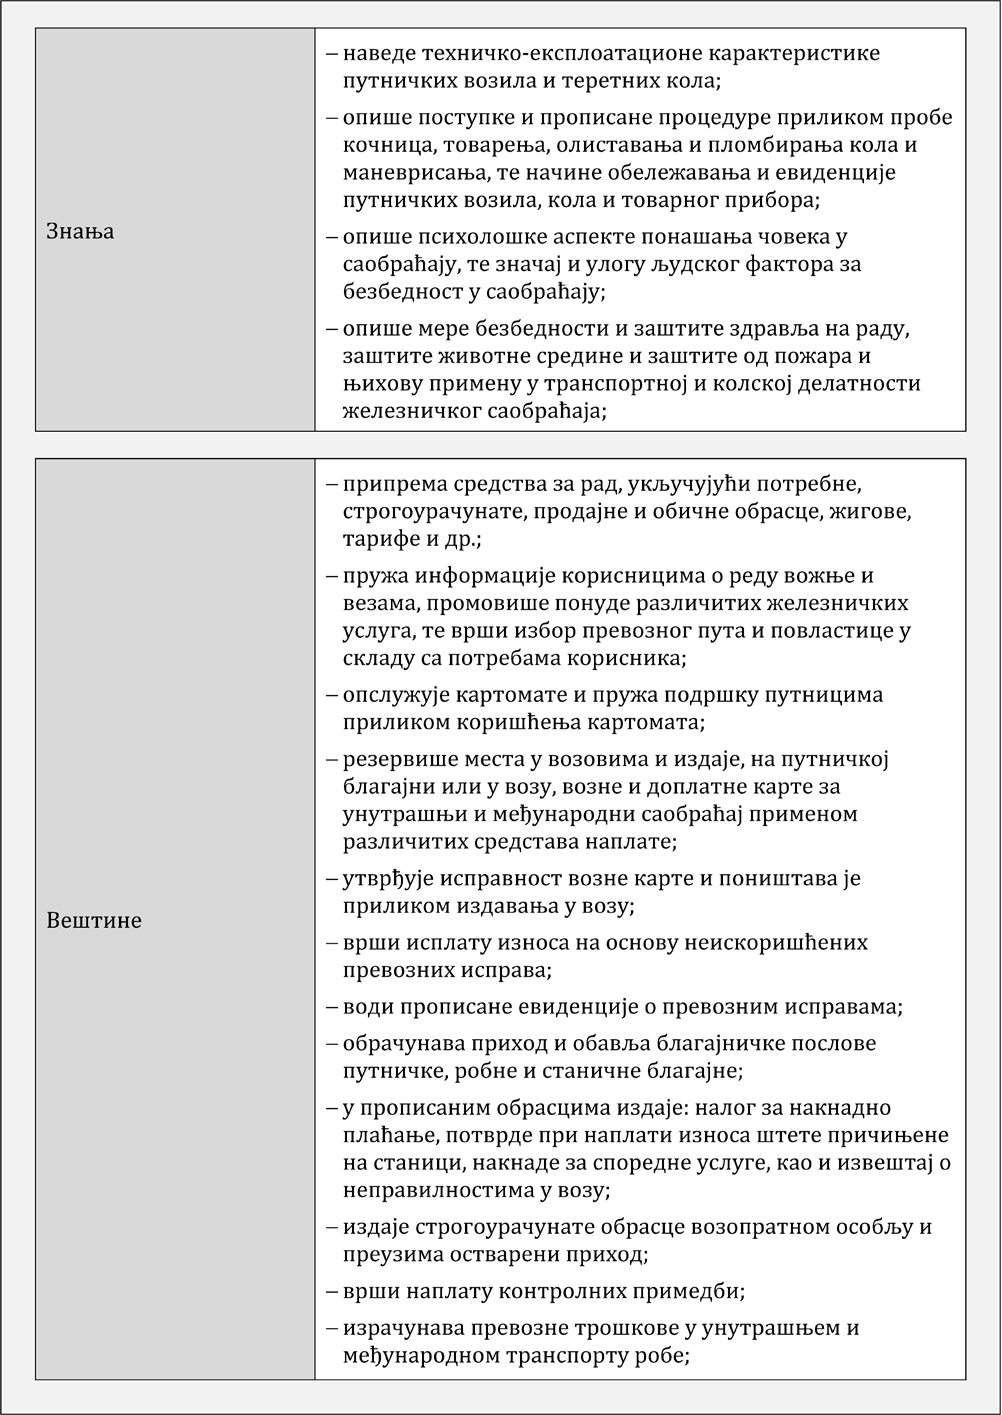 Знања
– наведе техничко-експлоатационе карактеристике
путничких возила и теретних кола;
– опише поступке и прописане процедуре приликом пробе
кочница, товарења, олиставања и пломбирања кола и
маневрисања, те начине обележавања и евиденције
путничких возила, кола и товарног прибора;
– опише психолошке аспекте понашања човека у
саобраћају, те значај и улогу људског фактора за
безбедност у саобраћају;
– опише мере безбедности и заштите здравља на раду,
заштите животне средине и заштите од пожара и
њихову примену у транспортној и колској делатности
железничког саобраћаја;
Вештине
– припрема средства за рад, укључујући потребне,
строгоурачунате, продајне и обичне обрасце, жигове,
тарифе и др.;
– пружа информације корисницима о реду вожње и
везама, промовише понуде различитих железничких
услуга, те врши избор превозног пута и повластице у
складу са потребама корисника;
– опслужује картомате и пружа подршку путницима
приликом коришћења картомата;
– резервише места у возовима и издаје, на путничкој
благајни или у возу, возне и доплатне карте за
унутрашњи и међународни саобраћај применом
различитих средстава наплате;
– утврђује исправност возне карте и поништава је
приликом издавања у возу;
– врши исплату износа на основу неискоришћених
превозних исправа;
– води прописане евиденције о превозним исправама;
– обрачунава приход и обавља благајничке послове
путничке, робне и станичне благајне;
– у прописаним обрасцима издаје: налог за накнадно
плаћање, потврде при наплати износа штете причињене
на станици, накнаде за споредне услуге, као и извештај о
неправилностима у возу;
– издаје строгоурачунате обрасце возопратном особљу и
преузима остварени приход;
– врши наплату контролних примедби;
– израчунава превозне трошкове у унутрашњем и
међународном транспорту робе;